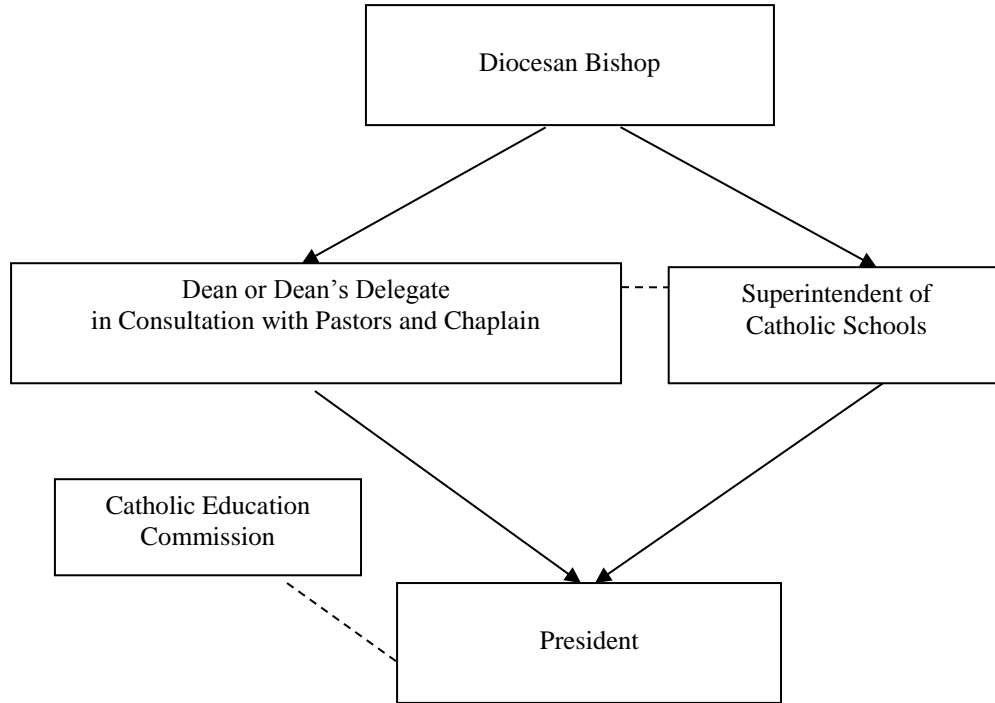 Diocesan Bishop
Dean or Dean’s Delegate
in Consultation with Pastors and Chaplain
Superintendent of
Catholic Schools
Catholic Education
Commission
President